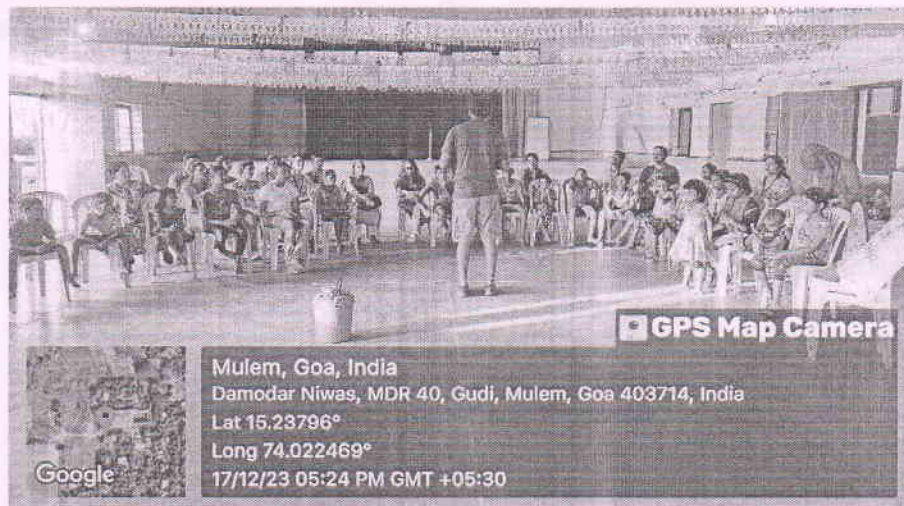 GPS Map Camera
Mulem, Goa, India
Damodar Niwas, MDR 40, Gudi, Mulem, Goa 403714, India
Lat 15.23796°
Long 74.022469°
17/12/23 05:24 PM GMT +05:30
Google